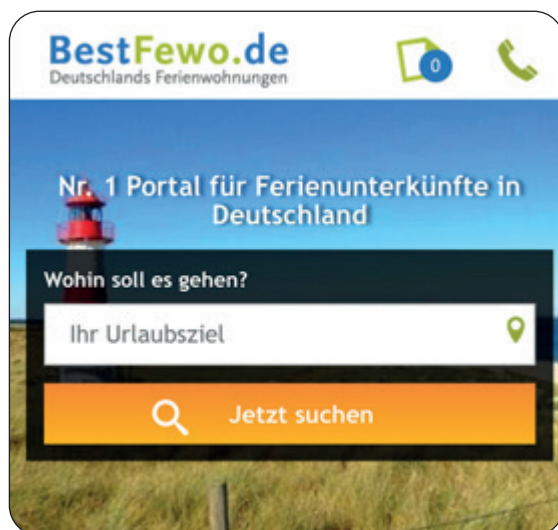 BestFewo.de
Deutschlands Ferienwohnungen
0
Nr. 1 Portal für Ferienunterkünfte in
Deutschland
Wohin soll es gehen?
Ihr Urlaubsziel
Jetzt suchen